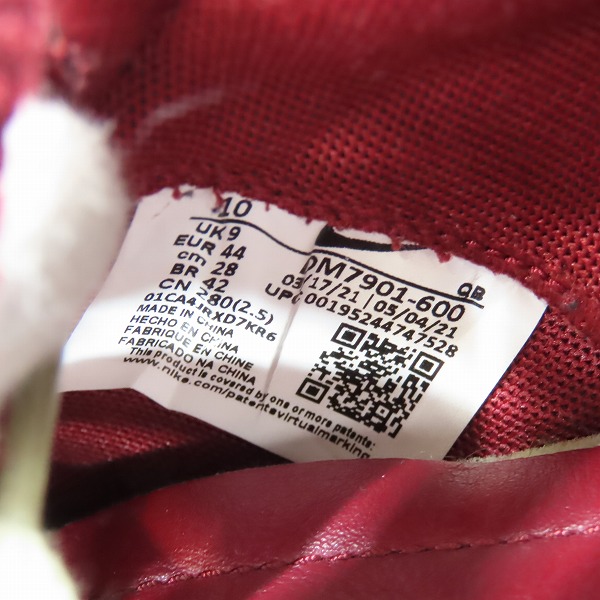 10
UK 9
EUR 44
cm 28
BR 42
CN 280(2.5)
01CA4JRXD7KR6
MADE IN CHINA
HECHO EN CHINA
FABRIQUE EN CHINE
FABRICADO NA CHINA
This product is covered by one or more patents:
www.nike.com/patentsvirtualmarking
QB
DM7901-600
03/17/21 | 05/04/21
UPC 00195244747528